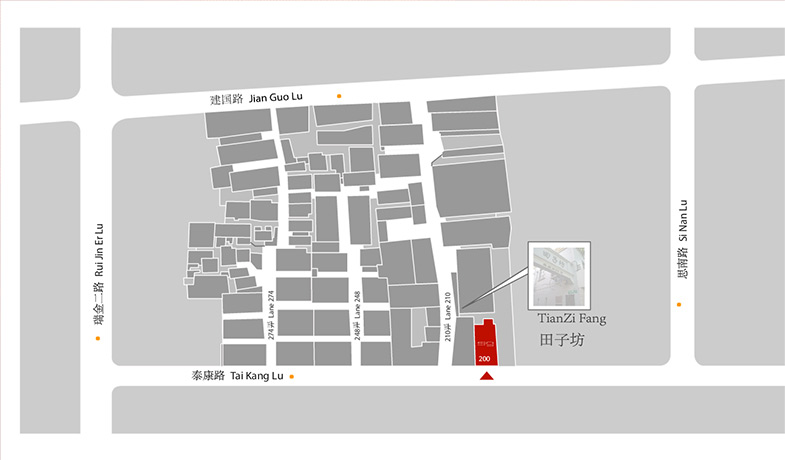 建国路 Jian Guo Lu
瑞金二路 Rui Jin Er Lu
思南路 Si Nan Lu
274弄 Lane 274
248弄 Lane 248
210弄 Lane 210
TianZi Fang
田子坊
200
泰康路 Tai Kang Lu